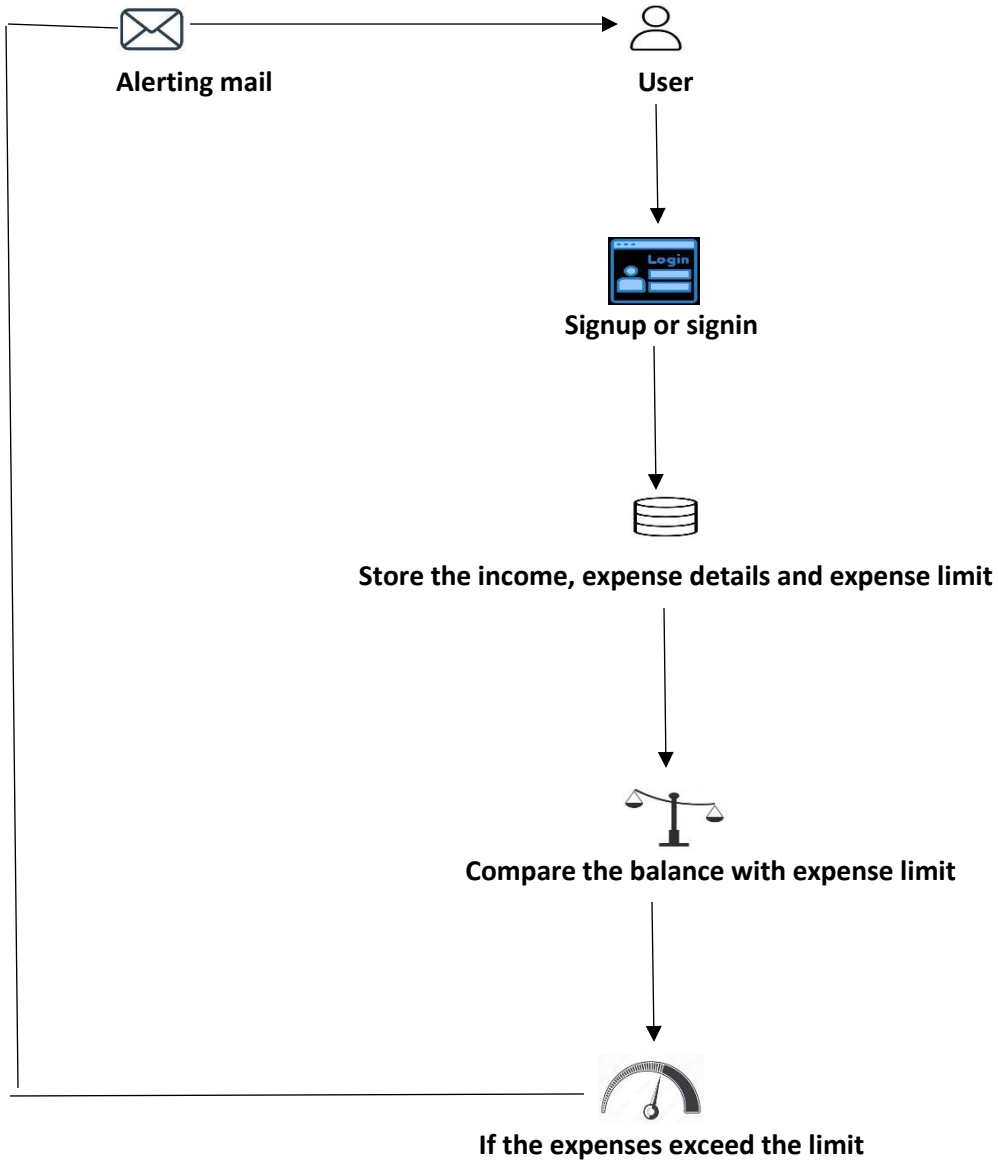 Alerting mail
User
Login
Signup or signin
Store the income, expense details and expense limit
Compare the balance with expense limit
If the expenses exceed the limit